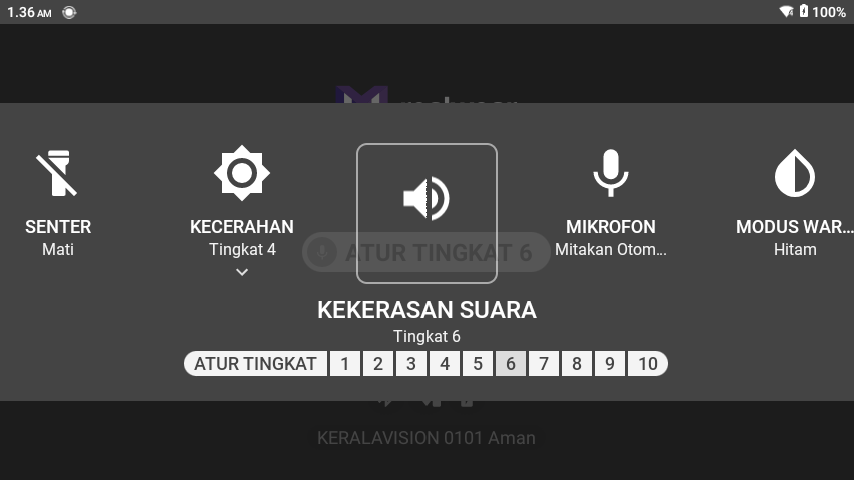 1.36 AM
100%
SENTER
Mati
KECERAHAN
Tingkat 4
MIKROFON
Mitakan Otom...
MODUS WAR...
Hitam
ATUR TINGKAT 6
KEKERASAN SUARA
Tingkat 6
ATUR TINGKAT 1 2 3 4 5 6 7 8 9 10
KERALAVISION 0101 Aman